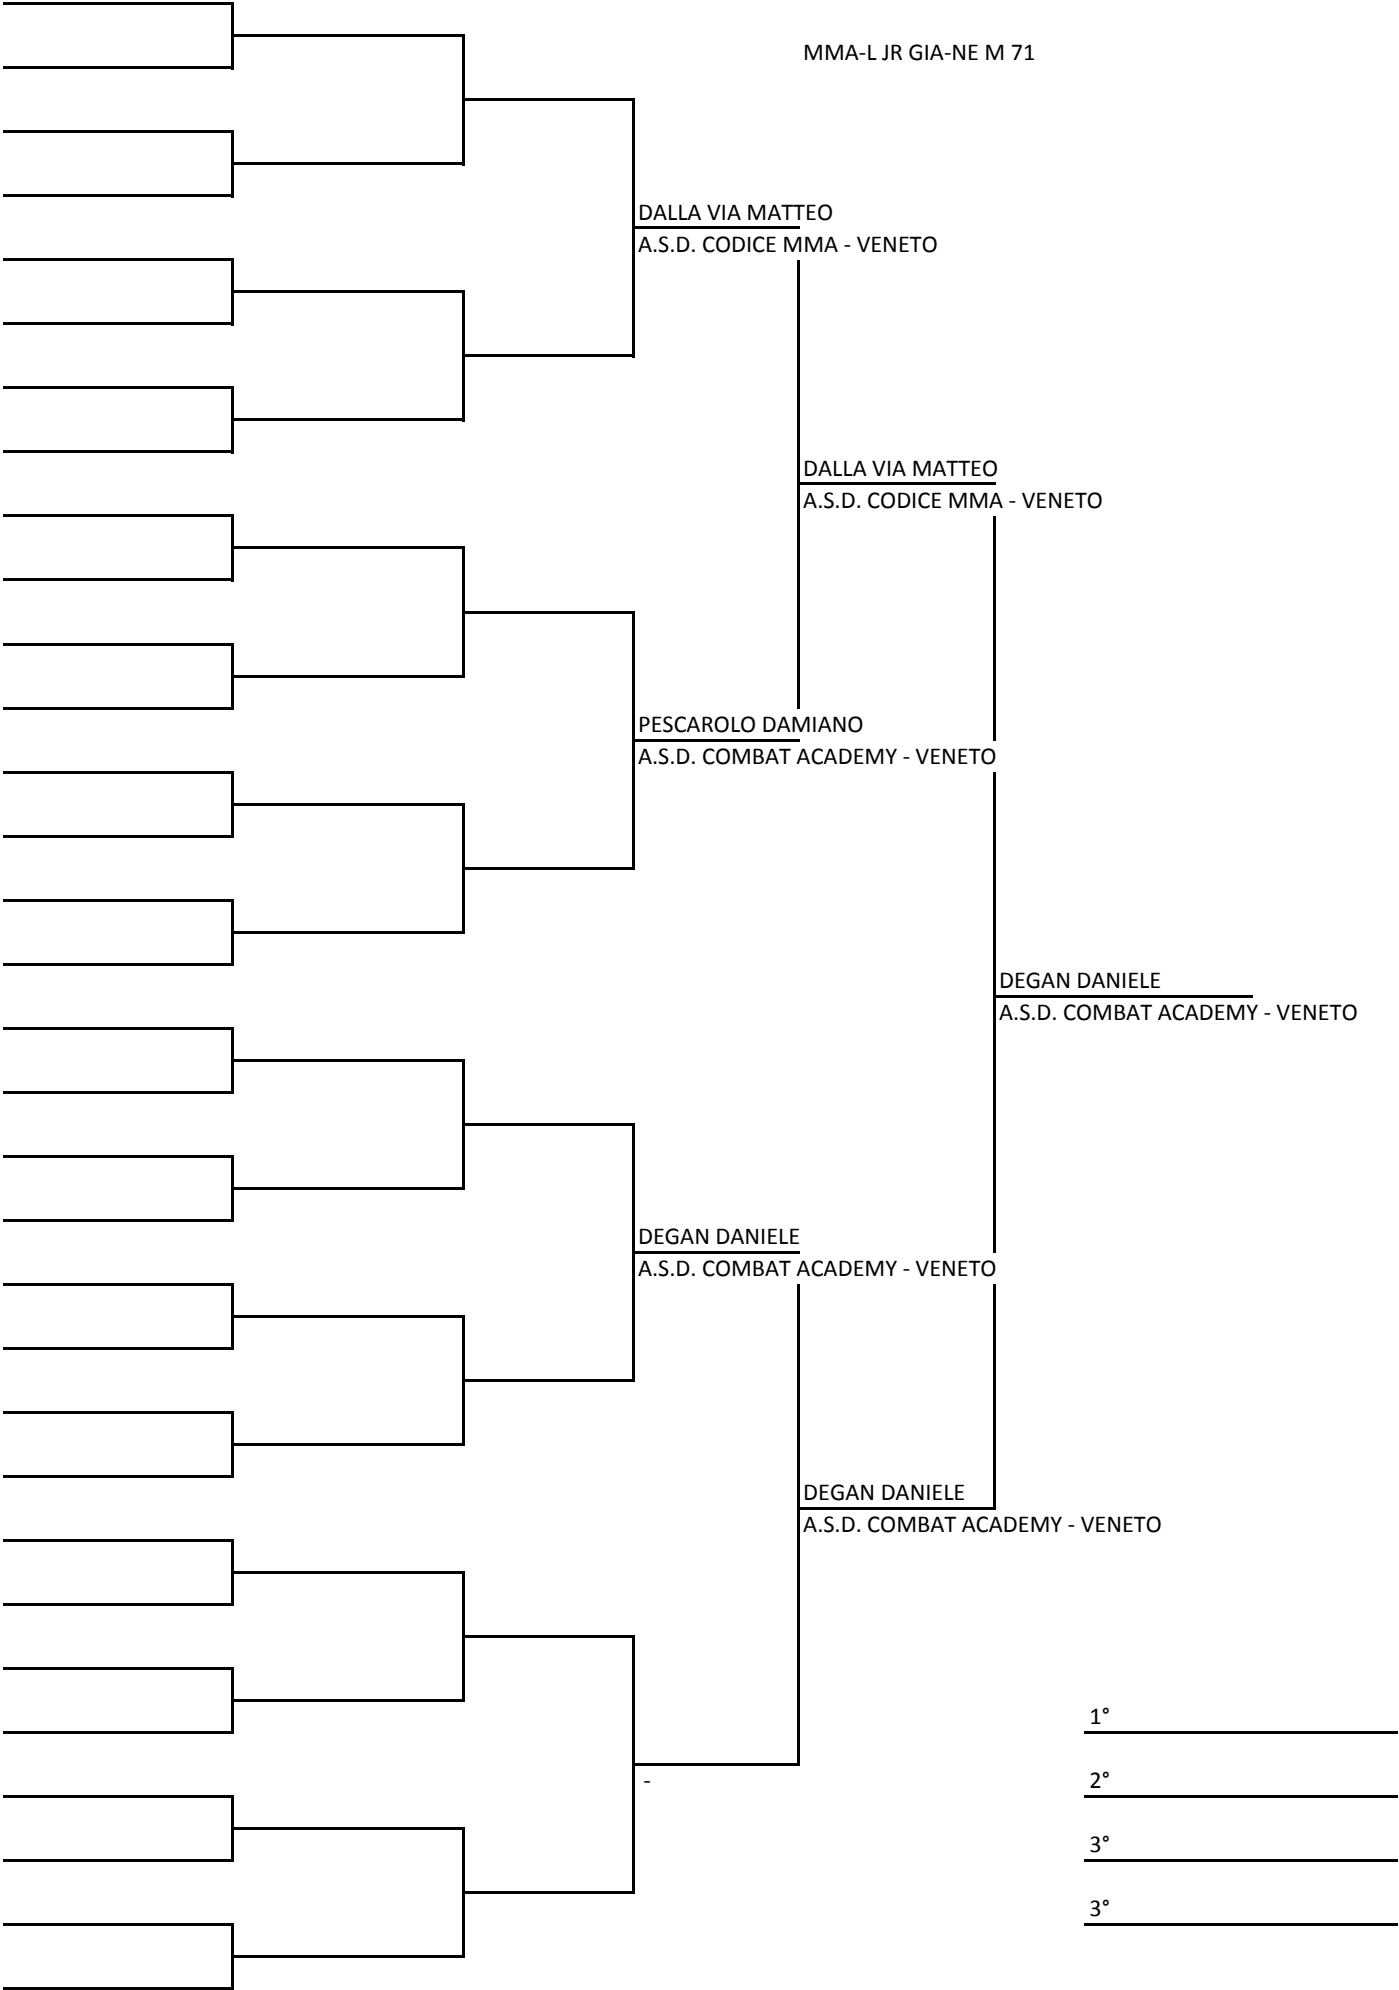 MMA-L JR GIA-NE M 71
DALLA VIA MATTEO
A.S.D. CODICE MMA - VENETO
DALLA VIA MATTEO
A.S.D. CODICE MMA - VENETO
PESCAROLO DAMIANO
A.S.D. COMBAT ACADEMY - VENETO
DEGAN DANIELE
A.S.D. COMBAT ACADEMY - VENETO
DEGAN DANIELE
A.S.D. COMBAT ACADEMY - VENETO
DEGAN DANIELE
A.S.D. COMBAT ACADEMY - VENETO
-
1°
2°
3°
3°